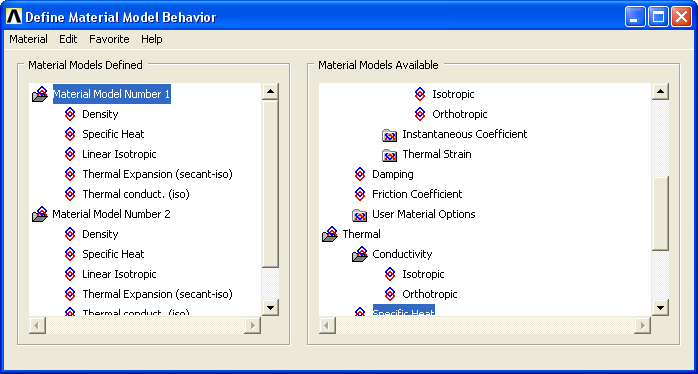 Define Material Model Behavior
Material Edit Favorite Help
Material Models Defined
Material Model Number 1
Density
Specific Heat
Linear Isotropic
Thermal Expansion (secant-iso)
Thermal conduct. (iso)
Material Model Number 2
Density
Specific Heat
Linear Isotropic
Thermal Expansion (secant-iso)
Thermal conduct. (iso)
Material Models Available
Isotropic
Orthotropic
Instantaneous Coefficient
Thermal Strain
Damping
Friction Coefficient
User Material Options
Thermal
Conductivity
Isotropic
Orthotropic
Specific Heat